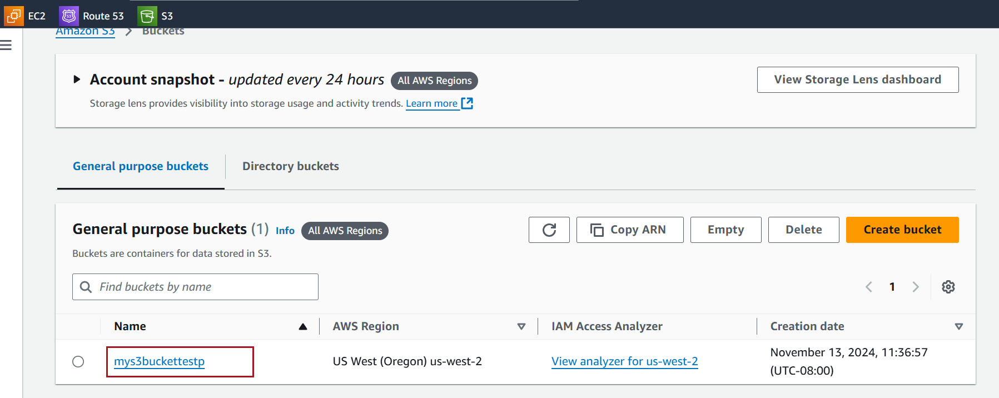 EC2 Route 53 S3
Amazon S3 > Buckets
Account snapshot - updated every 24 hours All AWS Regions
View Storage Lens dashboard
Storage lens provides visibility into storage usage and activity trends. Learn more
General purpose buckets
Directory buckets
General purpose buckets (1) Info All AWS Regions
Copy ARN
Empty
Delete
Create bucket
Buckets are containers for data stored in S3.
Find buckets by name
1
Name AWS Region IAM Access Analyzer Creation date
mys3buckettestp US West (Oregon) us-west-2 View analyzer for us-west-2 November 13, 2024, 11:36:57
(UTC-08:00)